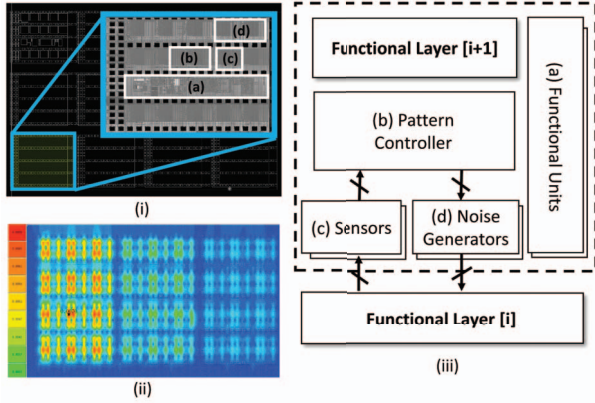 (d)
(b)
(c)
(a)
(i)
(ii)
Functional Layer [i+1]
(a) Functional Units
(b) Pattern
Controller
(c) Sensors
(d) Noise
Generators
Functional Layer [i]
(iii)